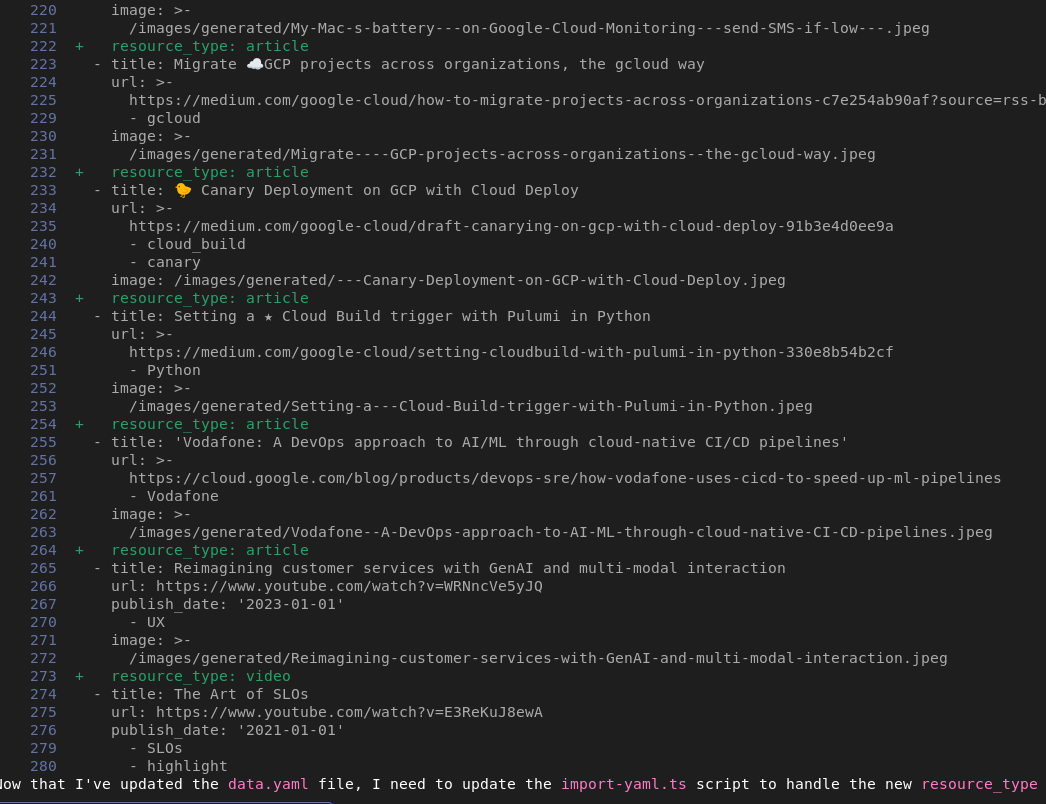 220      image: >-
221        /images/generated/My-Mac-s-battery---on-Google-Cloud-Monitoring---send-SMS-if-low---.jpeg
222  +   resource_type: article
223    - title: Migrate ☁️GCP projects across organizations, the gcloud way
224      url: >-
225        https://medium.com/google-cloud/how-to-migrate-projects-across-organizations-c7e254ab90af?source=rss-b
229        - gcloud
230      image: >-
231        /images/generated/Migrate----GCP-projects-across-organizations--the-gcloud-way.jpeg
232  +   resource_type: article
233    - title: 🐤 Canary Deployment on GCP with Cloud Deploy
234      url: >-
235        https://medium.com/google-cloud/draft-canarying-on-gcp-with-cloud-deploy-91b3e4d0ee9a
240        - cloud_build
241        - canary
242      image: /images/generated/---Canary-Deployment-on-GCP-with-Cloud-Deploy.jpeg
243  +   resource_type: article
244    - title: Setting a ★ Cloud Build trigger with Pulumi in Python
245      url: >-
246        https://medium.com/google-cloud/setting-cloudbuild-with-pulumi-in-python-330e8b54b2cf
251        - Python
252      image: >-
253        /images/generated/Setting-a---Cloud-Build-trigger-with-Pulumi-in-Python.jpeg
254  +   resource_type: article
255    - title: 'Vodafone: A DevOps approach to AI/ML through cloud-native CI/CD pipelines'
256      url: >-
257        https://cloud.google.com/blog/products/devops-sre/how-vodafone-uses-cicd-to-speed-up-ml-pipelines
261        - Vodafone
262      image: >-
263        /images/generated/Vodafone--A-DevOps-approach-to-AI-ML-through-cloud-native-CI-CD-pipelines.jpeg
264  +   resource_type: article
265    - title: Reimagining customer services with GenAI and multi-modal interaction
266      url: https://www.youtube.com/watch?v=WRNncVe5yJQ
267      publish_date: '2023-01-01'
270        - UX
271      image: >-
272        /images/generated/Reimagining-customer-services-with-GenAI-and-multi-modal-interaction.jpeg
273  +   resource_type: video
274    - title: The Art of SLOs
275      url: https://www.youtube.com/watch?v=E3ReKuJ8ewA
276      publish_date: '2021-01-01'
279        - SLOs
280        - highlight
Now that I've updated the data.yaml file, I need to update the import-yaml.ts script to handle the new resource_type